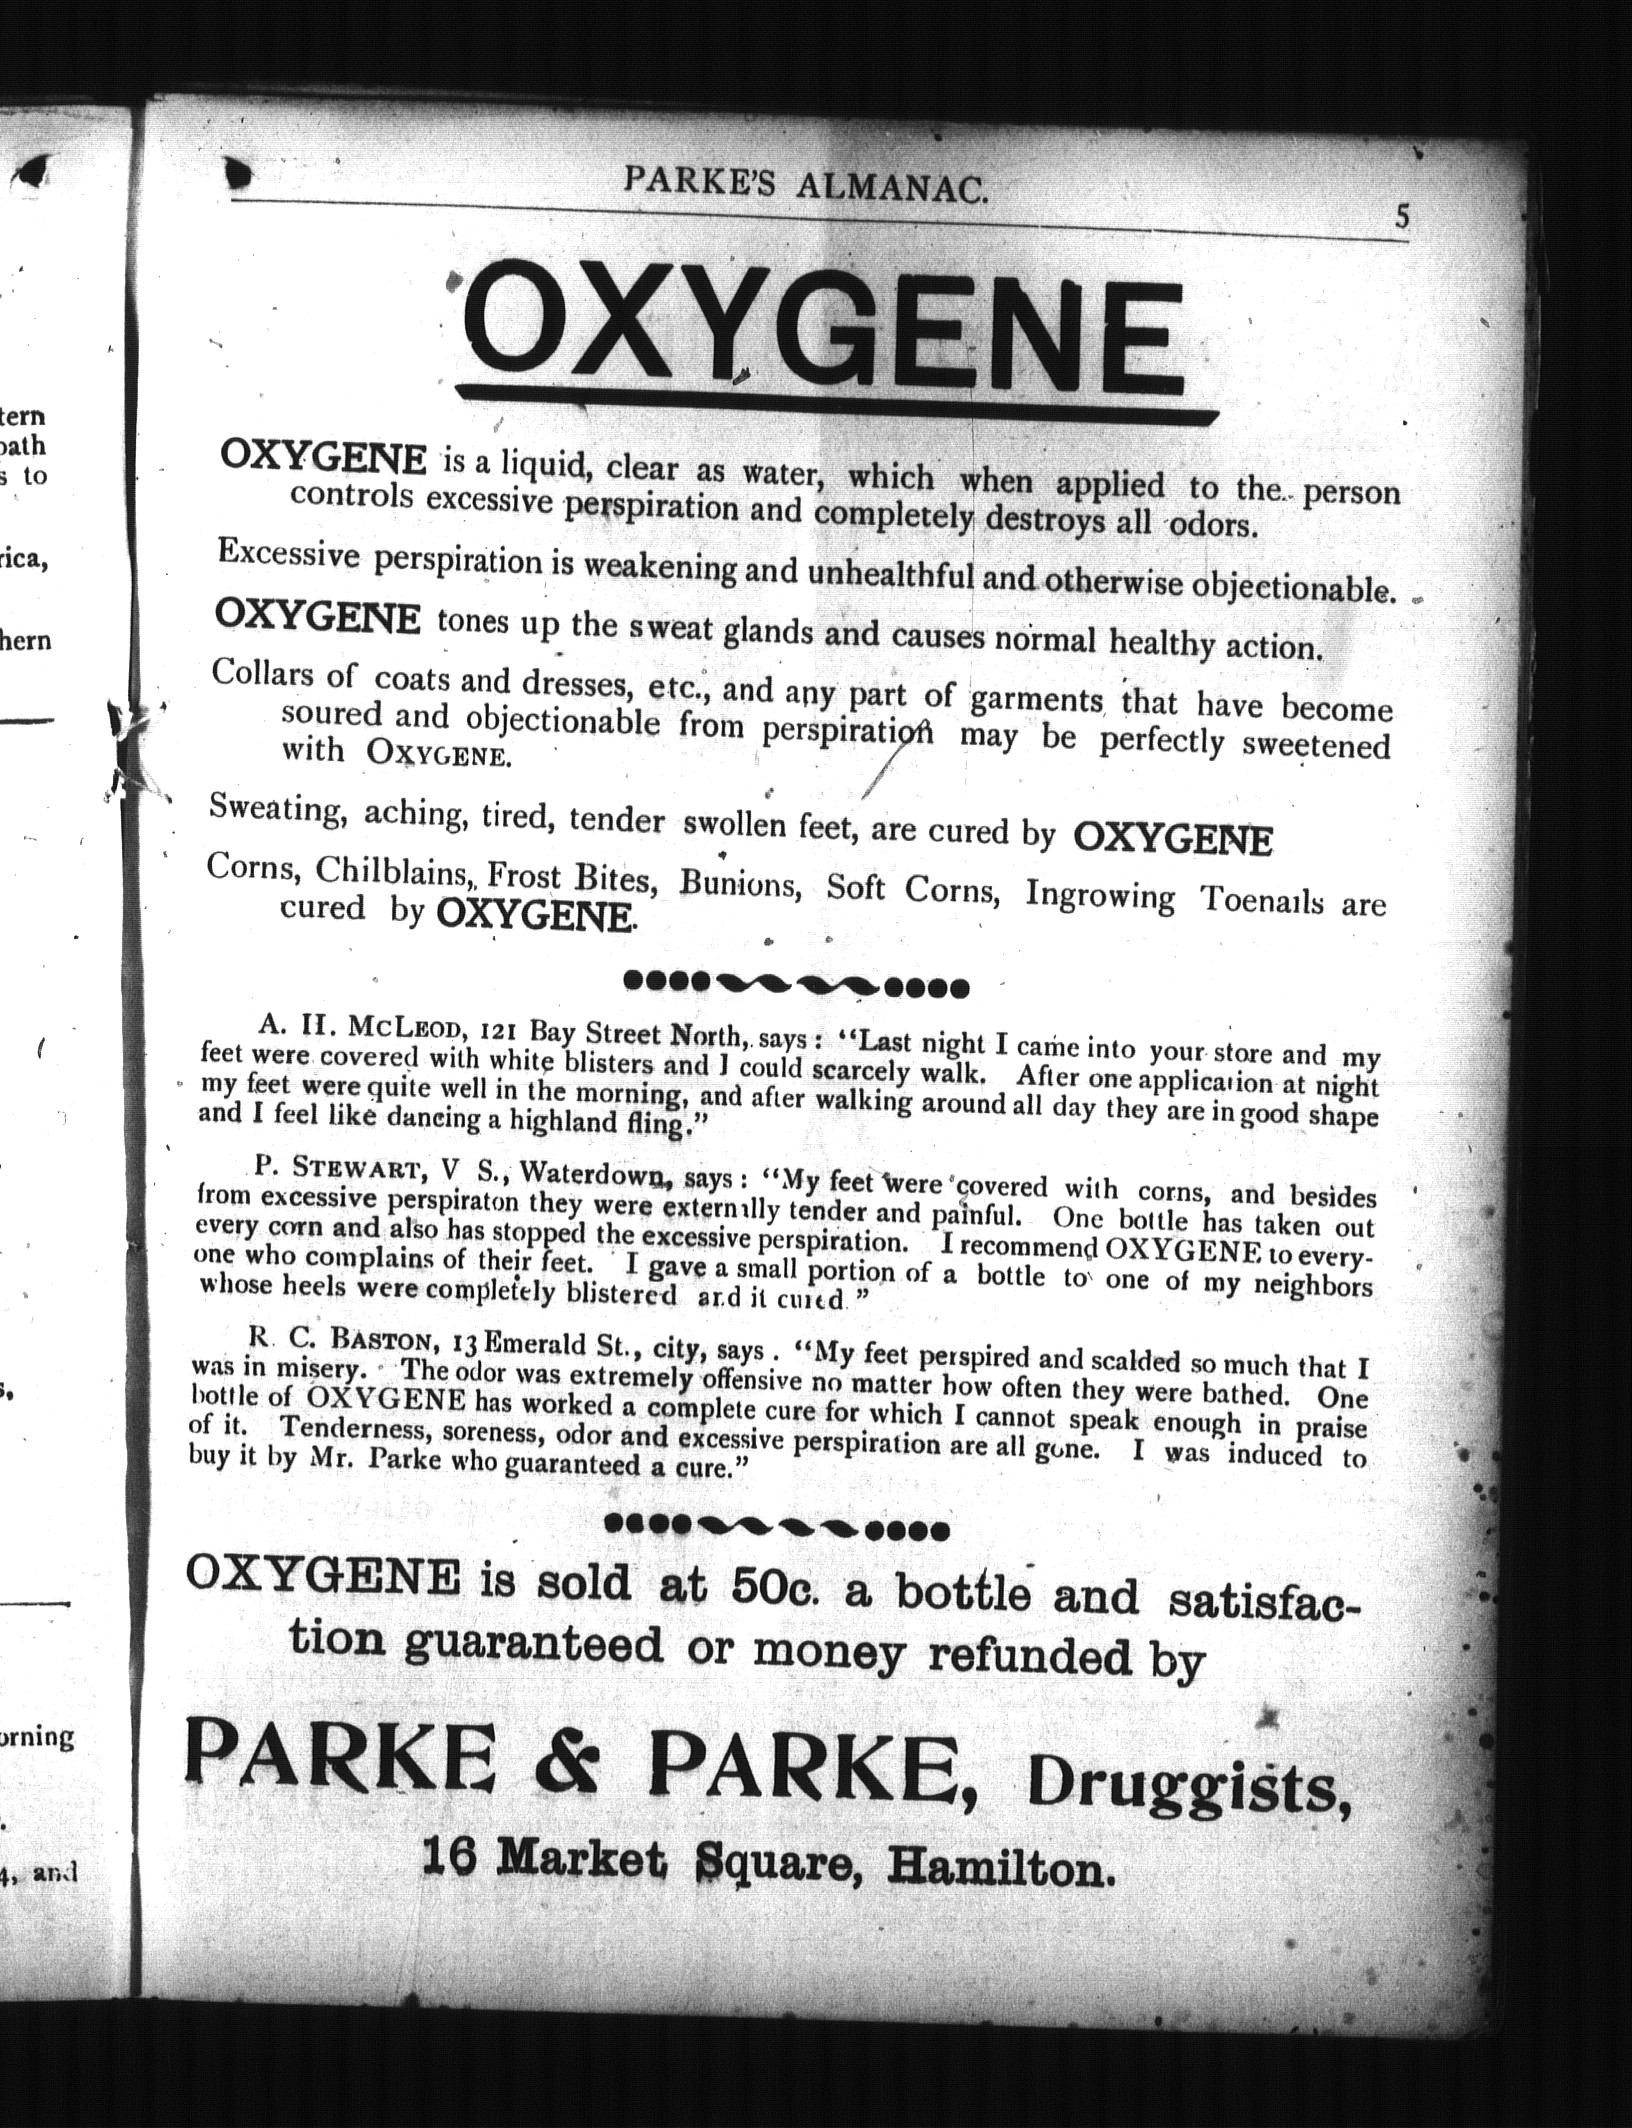 PARKE'S ALMANAC.
5
OXYGENE
OXYGENE is a liquid, clear as water, which when applied to the person
controls excessive perspiration and completely destroys all odors.
Excessive perspiration is weakening and unhealthful and otherwise objectionable.
OXYGENE tones up the sweat glands and causes normal healthy action.
Collars of coats and dresses, etc., and any part of garments that have become
soured and objectionable from perspiration may be perfectly sweetened
with OXYGENE.
Sweating, aching, tired, tender swollen feet, are cured by OXYGENE
Corns, Chilblains, Frost Bites, Bunions, Soft Corns, Ingrowing Toenails are
cured by OXYGENE.
A. H. MCLEOD, 121 Bay Street North, says : "Last night I came into your store and my
feet were covered with white blisters and I could scarcely walk. After one application at night
my feet were quite well in the morning, and after walking around all day they are in good shape
and I feel like dancing a highland fling."
P. STEWART, V S., Waterdown, says : "My feet were covered with corns, and besides
from excessive perspiraton they were externally tender and painful. One bottle has taken out
every corn and also has stopped the excessive perspiration. I recommend OXYGENE to every-
one who complains of their feet. I gave a small portion of a bottle to one of my neighbors
whose heels were completely blistered and it cured."
R. C. BASTON, 13 Emerald St., city, says . "My feet perspired and scalded so much that I
was in misery. The odor was extremely offensive no matter how often they were bathed. One
bottle of OXYGENE has worked a complete cure for which I cannot speak enough in praise
of it. Tenderness, soreness, odor and excessive perspiration are all gone. I was induced to
buy it by Mr. Parke who guaranteed a cure."
OXYGENE is sold at 50c. a bottle and satisfac-
tion guaranteed or money refunded by
PARKE & PARKE, Druggists,
16 Market Square, Hamilton.